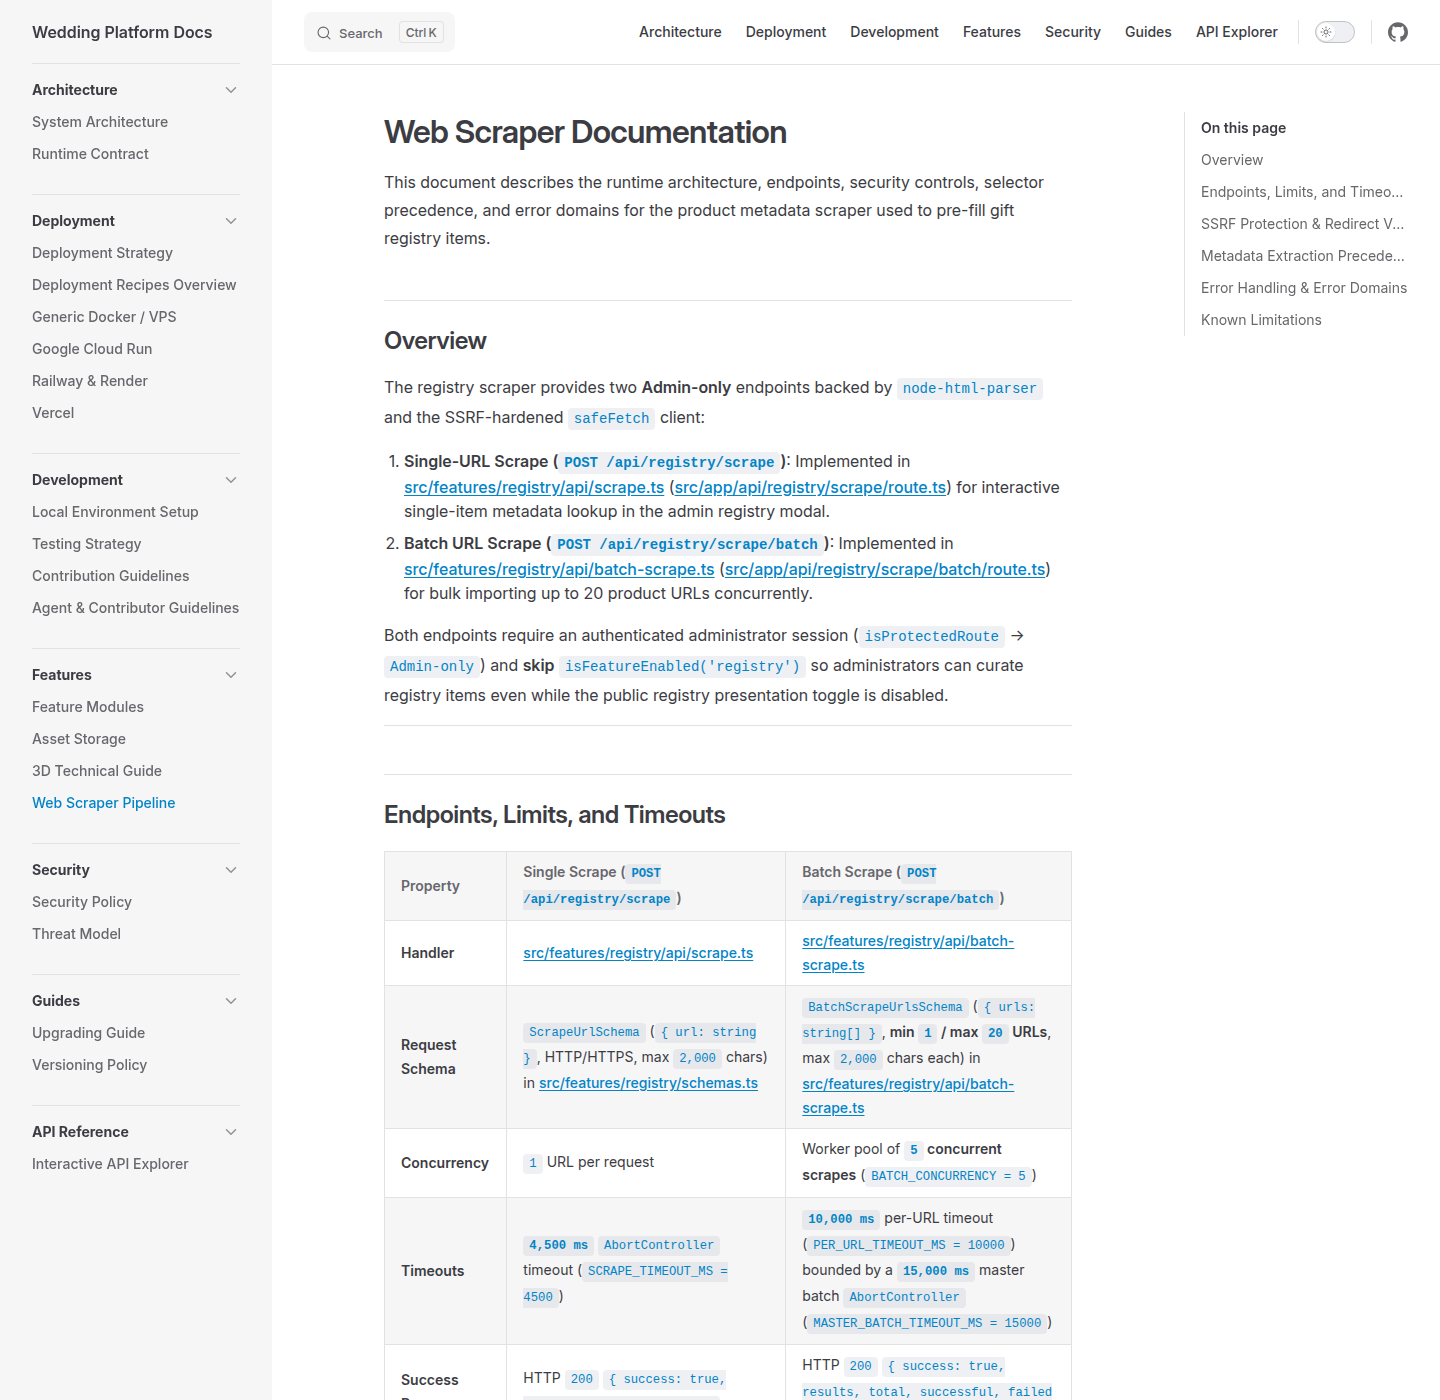 Wedding Platform Docs
Search
Ctrl K
Architecture
Deployment
Development
Features
Security
Guides
API Explorer
Architecture
System Architecture
Runtime Contract
Deployment
Deployment Strategy
Deployment Recipes Overview
Generic Docker / VPS
Google Cloud Run
Railway & Render
Vercel
Development
Local Environment Setup
Testing Strategy
Contribution Guidelines
Agent & Contributor Guidelines
Features
Feature Modules
Asset Storage
3D Technical Guide
Web Scraper Pipeline
Security
Security Policy
Threat Model
Guides
Upgrading Guide
Versioning Policy
API Reference
Interactive API Explorer
Web Scraper Documentation
This document describes the runtime architecture, endpoints, security controls, selector
precedence, and error domains for the product metadata scraper used to pre-fill gift
registry items.
Overview
The registry scraper provides two Admin-only endpoints backed by node-html-parser
and the SSRF-hardened safeFetch client:
1. Single-URL Scrape ( POST /api/registry/scrape ): Implemented in
src/features/registry/api/scrape.ts (src/app/api/registry/scrape/route.ts) for interactive
single-item metadata lookup in the admin registry modal.
2. Batch URL Scrape ( POST /api/registry/scrape/batch ): Implemented in
src/features/registry/api/batch-scrape.ts (src/app/api/registry/scrape/batch/route.ts)
for bulk importing up to 20 product URLs concurrently.
Both endpoints require an authenticated administrator session ( isProtectedRoute →
Admin-only ) and skip isFeatureEnabled('registry') so administrators can curate
registry items even while the public registry presentation toggle is disabled.
Endpoints, Limits, and Timeouts
Property
Single Scrape ( POST
/api/registry/scrape )
Batch Scrape ( POST
/api/registry/scrape/batch )
Handler
src/features/registry/api/scrape.ts
src/features/registry/api/batch-
scrape.ts
Request
Schema
ScrapeUrlSchema ( { url: string
} , HTTP/HTTPS, max 2,000 chars)
in src/features/registry/schemas.ts
BatchScrapeUrlsSchema ( { urls:
string[] } , min 1 / max 20 URLs,
max 2,000 chars each) in
src/features/registry/api/batch-
scrape.ts
Concurrency
1 URL per request
Worker pool of 5 concurrent
scrapes ( BATCH_CONCURRENCY = 5 )
Timeouts
4,500 ms AbortController
timeout ( SCRAPE_TIMEOUT_MS =
4500 )
10,000 ms per-URL timeout
( PER_URL_TIMEOUT_MS = 10000 )
bounded by a 15,000 ms master
batch AbortController
( MASTER_BATCH_TIMEOUT_MS = 15000 )
Success
HTTP 200 { success: true,
HTTP 200 { success: true,
results, total, successful, failed
On this page
Overview
Endpoints, Limits, and Timeo...
SSRF Protection & Redirect V...
Metadata Extraction Precede...
Error Handling & Error Domains
Known Limitations